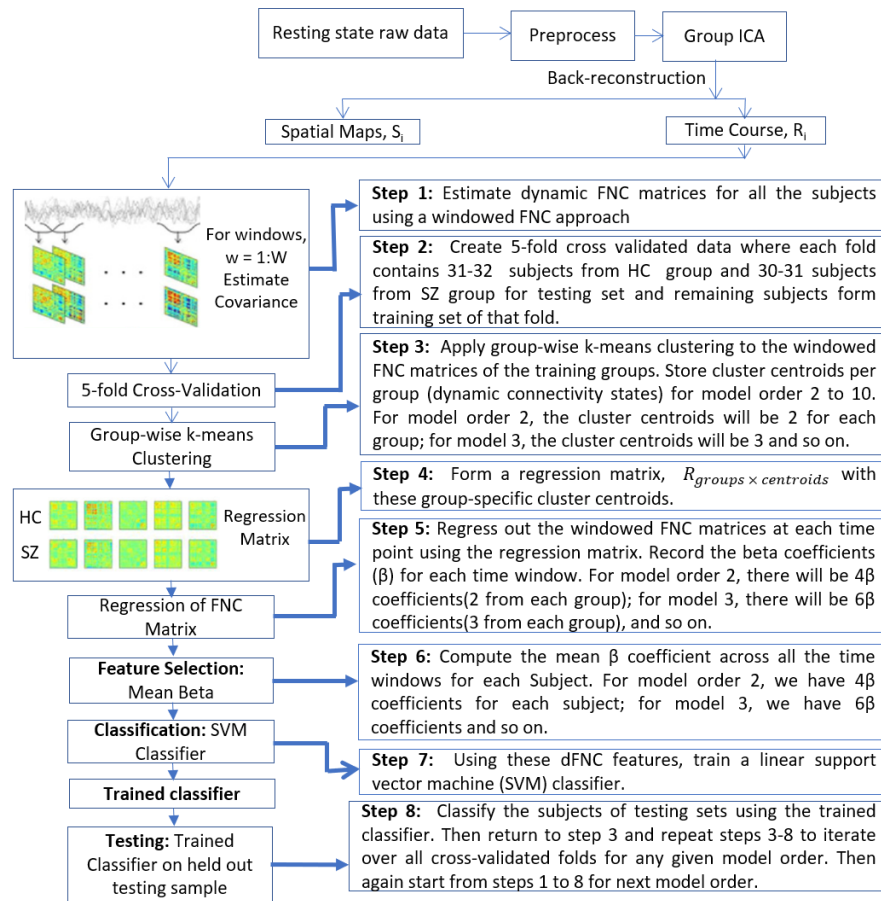 Resting state raw data
Preprocess
Group ICA
Back-reconstruction
Spatial Maps, Sᵢ
Time Course, Rᵢ
For windows,
w = 1:W
Estimate
Covariance
Step 1: Estimate dynamic FNC matrices for all the subjects
using a windowed FNC approach
Step 2: Create 5-fold cross validated data where each fold
contains 31-32 subjects from HC group and 30-31 subjects
from SZ group for testing set and remaining subjects form
training set of that fold.
5-fold Cross-Validation
Group-wise k-means
Clustering
Step 3: Apply group-wise k-means clustering to the windowed
FNC matrices of the training groups. Store cluster centroids per
group (dynamic connectivity states) for model order 2 to 10.
For model order 2, the cluster centroids will be 2 for each
group; for model 3, the cluster centroids will be 3 and so on.
HC
SZ
Regression
Matrix
Step 4: Form a regression matrix, R_groups × centroids with
these group-specific cluster centroids.
Regression of FNC
Matrix
Step 5: Regress out the windowed FNC matrices at each time
point using the regression matrix. Record the beta coefficients
(β) for each time window. For model order 2, there will be 4β
coefficients(2 from each group); for model 3, there will be 6β
coefficients(3 from each group), and so on.
Feature Selection:
Mean Beta
Step 6: Compute the mean β coefficient across all the time
windows for each Subject. For model order 2, we have 4β
coefficients for each subject; for model 3, we have 6β
coefficients and so on.
Classification: SVM
Classifier
Step 7: Using these dFNC features, train a linear support
vector machine (SVM) classifier.
Trained classifier
Testing: Trained
Classifier on held out
testing sample
Step 8: Classify the subjects of testing sets using the trained
classifier. Then return to step 3 and repeat steps 3-8 to iterate
over all cross-validated folds for any given model order. Then
again start from steps 1 to 8 for next model order.